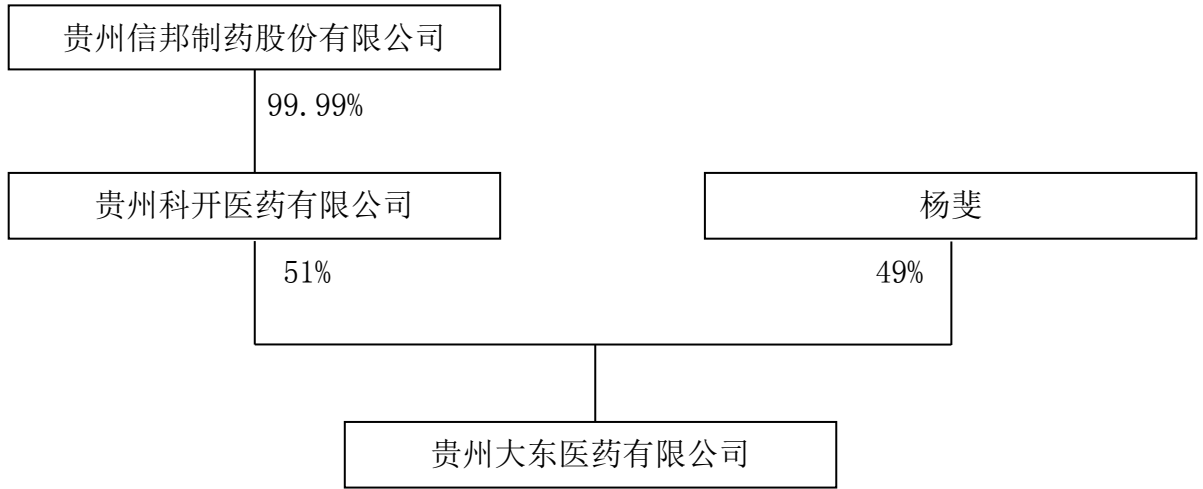 贵州信邦制药股份有限公司
99.99%
贵州科开医药有限公司
杨斐
51%
49%
贵州大东医药有限公司